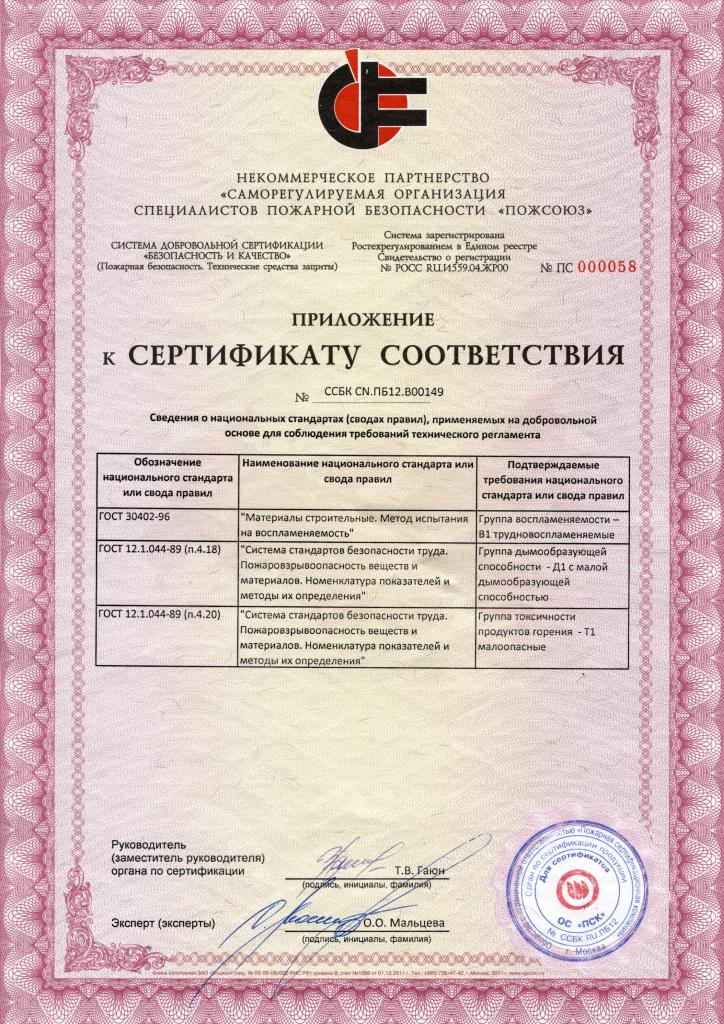 НЕКОММЕРЧЕСКОЕ ПАРТНЕРСТВО
«САМОРЕГУЛИРУЕМАЯ ОРГАНИЗАЦИЯ
СПЕЦИАЛИСТОВ ПОЖАРНОЙ БЕЗОПАСНОСТИ «ПОЖСОЮЗ»
СИСТЕМА ДОБРОВОЛЬНОЙ СЕРТИФИКАЦИИ
«БЕЗОПАСНОСТЬ И КАЧЕСТВО»
(Пожарная безопасность. Технические средства защиты)
Система зарегистрирована
Ростехрегулированием в Едином реестре
Свидетельство о регистрации
№ РОСС RU.И559.04.ЖР00
№ ПС 000058
ПРИЛОЖЕНИЕ
К СЕРТИФИКАТУ СООТВЕТСТВИЯ
№ ССБК CN.ПБ12.В00149
Сведения о национальных стандартах (сводах правил), применяемых на добровольной
основе для соблюдения требований технического регламента
Обозначение
национального стандарта
или свода правил
Наименование национального стандарта или
свода правил
Подтверждаемые
требования национального
стандарта или свода правил
ГОСТ 30402-96
"Материалы строительные. Метод испытания
на воспламеняемость"
Группа воспламеняемости –
В1 трудновоспламеняемые
ГОСТ 12.1.044-89 (п.4.18)
"Система стандартов безопасности труда.
Пожаровзрывоопасность веществ и
материалов. Номенклатура показателей и
методы их определения"
Группа дымообразующей
способности - Д1 с малой
дымообразующей
способностью
ГОСТ 12.1.044-89 (п.4.20)
"Система стандартов безопасности труда.
Пожаровзрывоопасность веществ и
материалов. Номенклатура показателей и
методы их определения"
Группа токсичности
продуктов горения - Т1
малоопасные
Руководитель
(заместитель руководителя)
органа по сертификации
Т.В. Гаюн
(подпись, инициалы, фамилия)
Эксперт (эксперты)
О.О. Мальцева
(подпись, инициалы, фамилия)
Орган по сертификации продукции
Для сертификатов
ОС «ПСК»
№ ССБК.RU.ПБ12
г. Москва